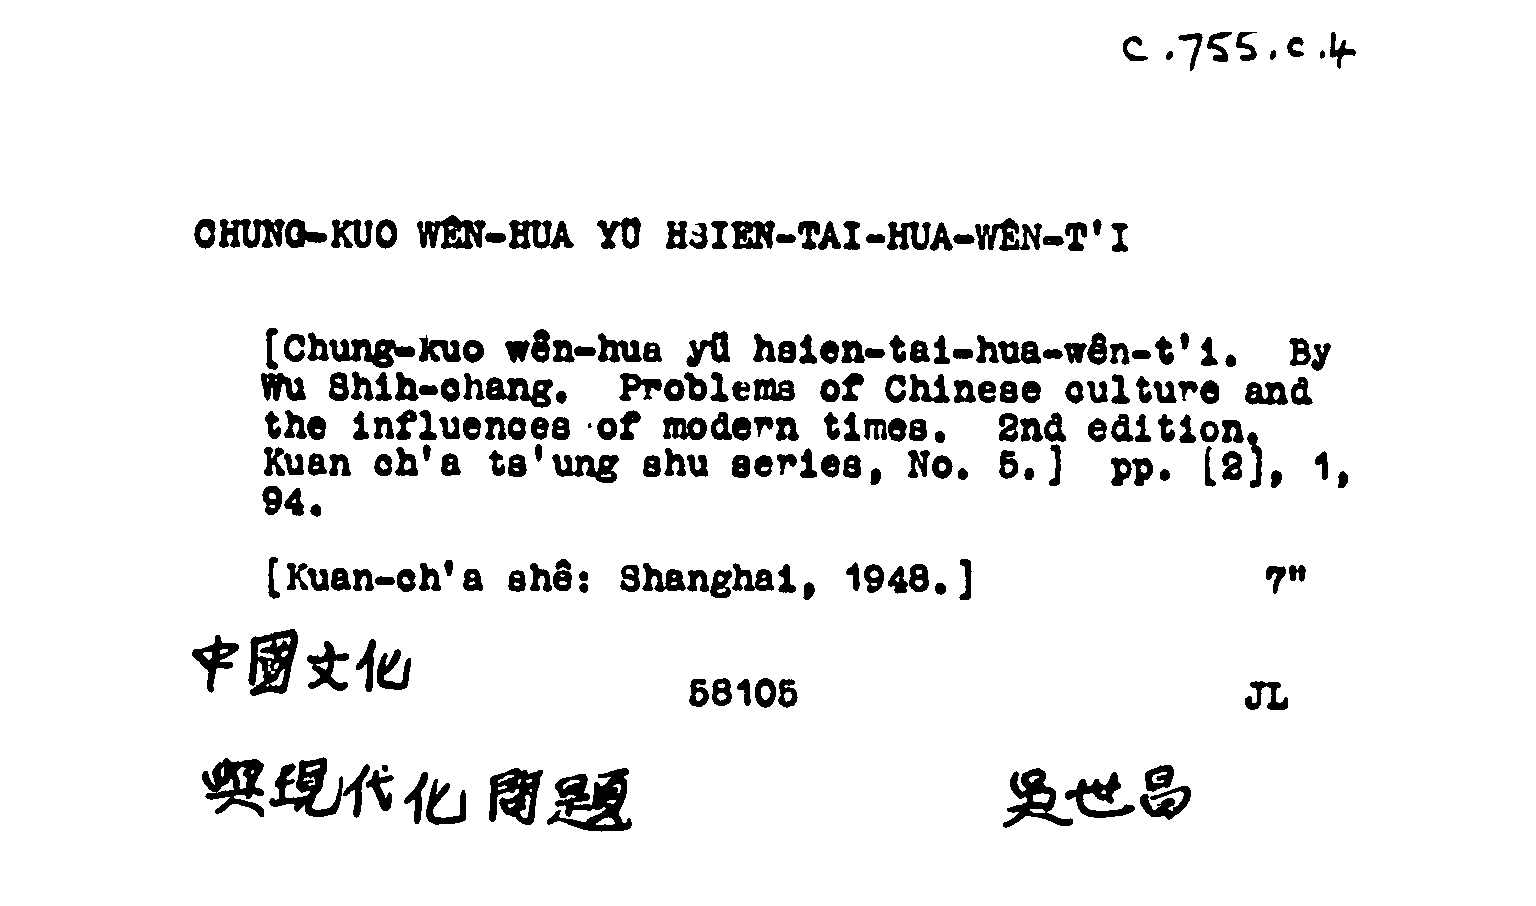 c.755.c.4
CHUNG-KUO WÊN-HUA YÜ HSIEN-TAI-HUA-WÊN-T'I
[Chung-kuo wên-hua yü hsien-tai-hua-wên-t'i. By
Wu Shih-chang. Problems of Chinese culture and
the influences of modern times. 2nd edition.
Kuan ch'a ts'ung shu series, No. 5.] pp. [2], 1,
94.
[Kuan-ch'a shê: Shanghai, 1948.] 7"
中國文化
58105 JL
與現代化問題 吳世昌